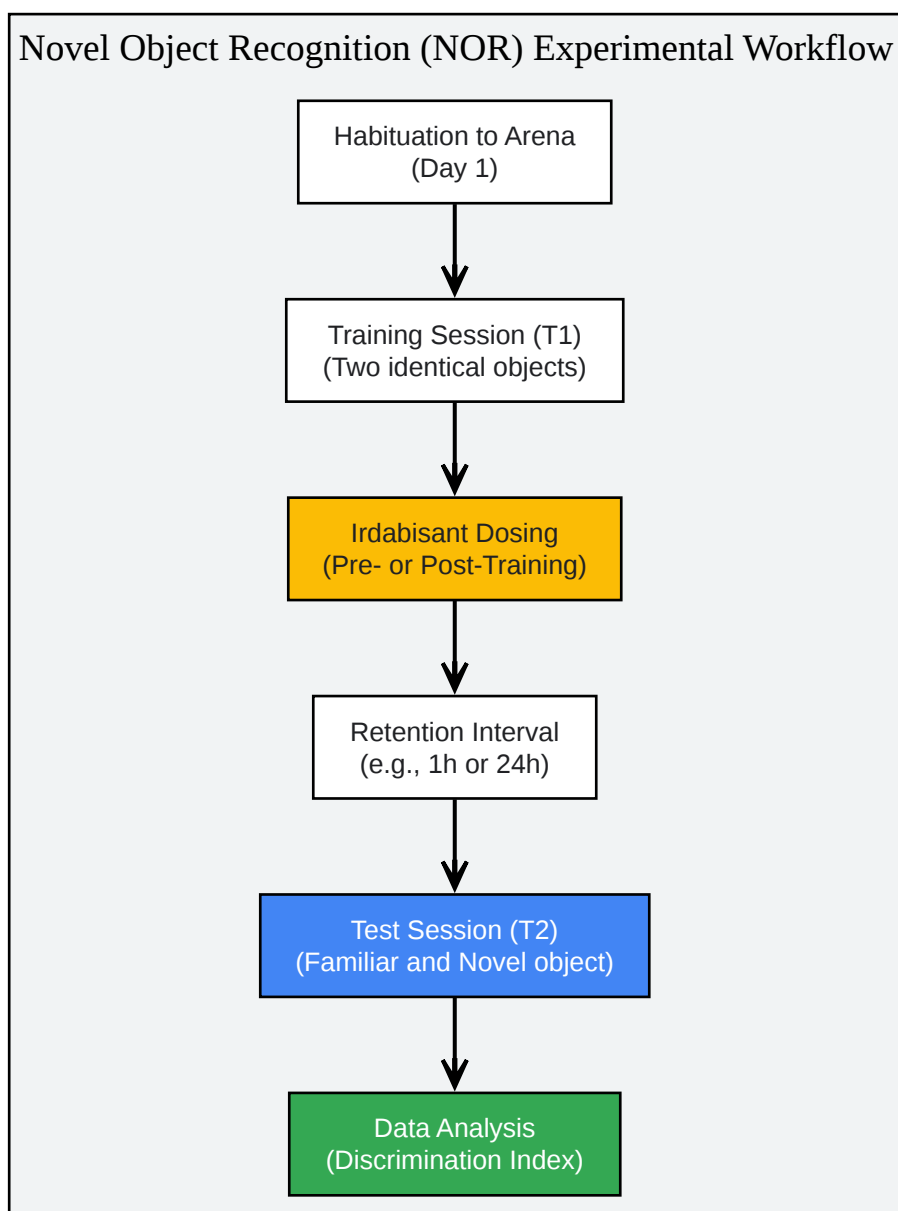 Novel Object Recognition (NOR) Experimental Workflow
Habituation to Arena
(Day 1)
Training Session (T1)
(Two identical objects)
Irdabisant Dosing
(Pre- or Post-Training)
Retention Interval
(e.g., 1h or 24h)
Test Session (T2)
(Familiar and Novel object)
Data Analysis
(Discrimination Index)